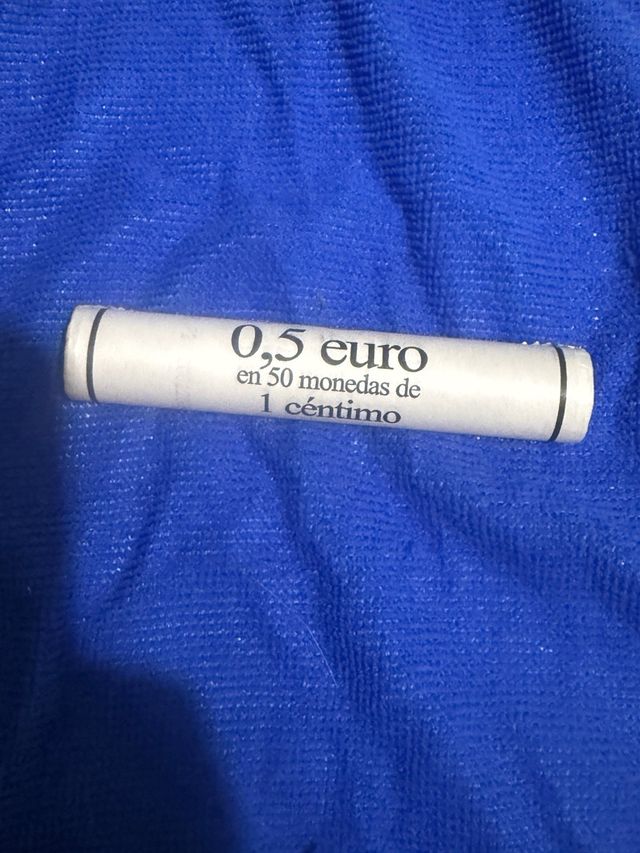 0,5 euro
en 50 monedas de
1 céntimo